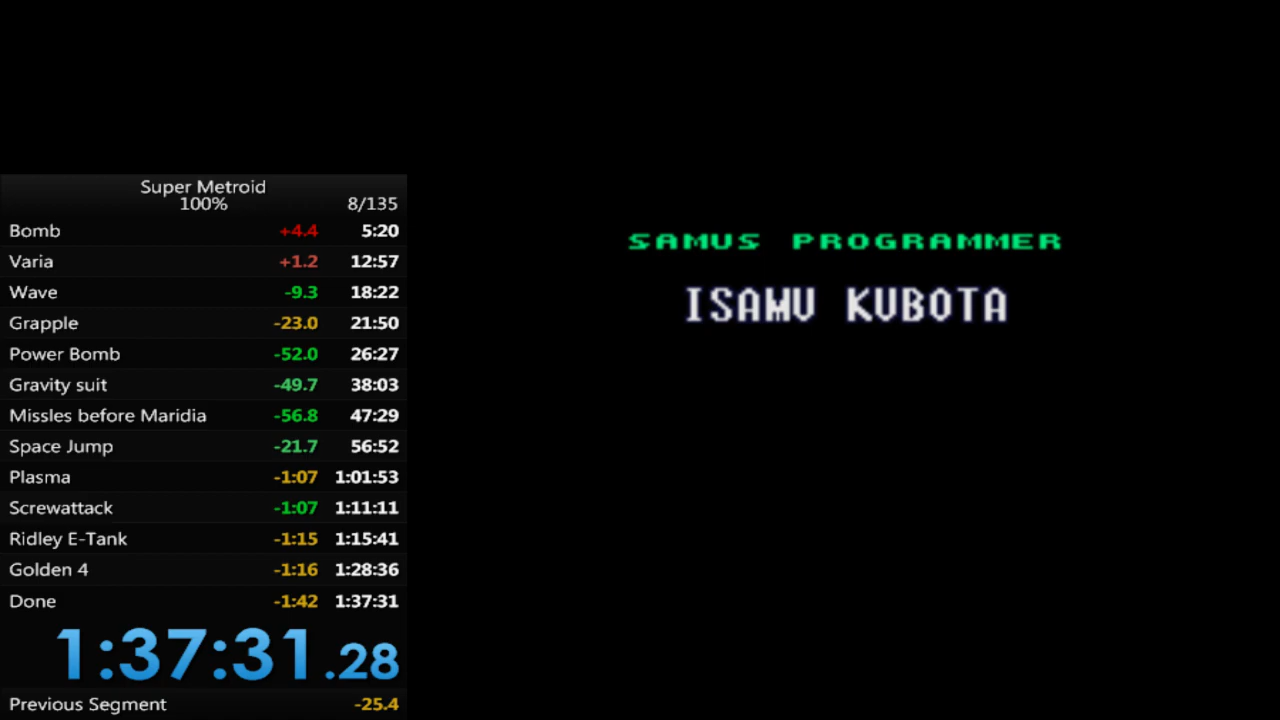 Super Metroid
100% 8/135
Bomb +4.4 5:20
Varia +1.2 12:57
Wave -9.3 18:22
Grapple -23.0 21:50
Power Bomb -52.0 26:27
Gravity suit -49.7 38:03
Missles before Maridia -56.8 47:29
Space Jump -21.7 56:52
Plasma -1:07 1:01:53
Screwattack -1:07 1:11:11
Ridley E-Tank -1:15 1:15:41
Golden 4 -1:16 1:28:36
Done -1:42 1:37:31
1:37:31.28
Previous Segment -25.4
SAMUS PROGRAMMER
ISAMU KUBOTA